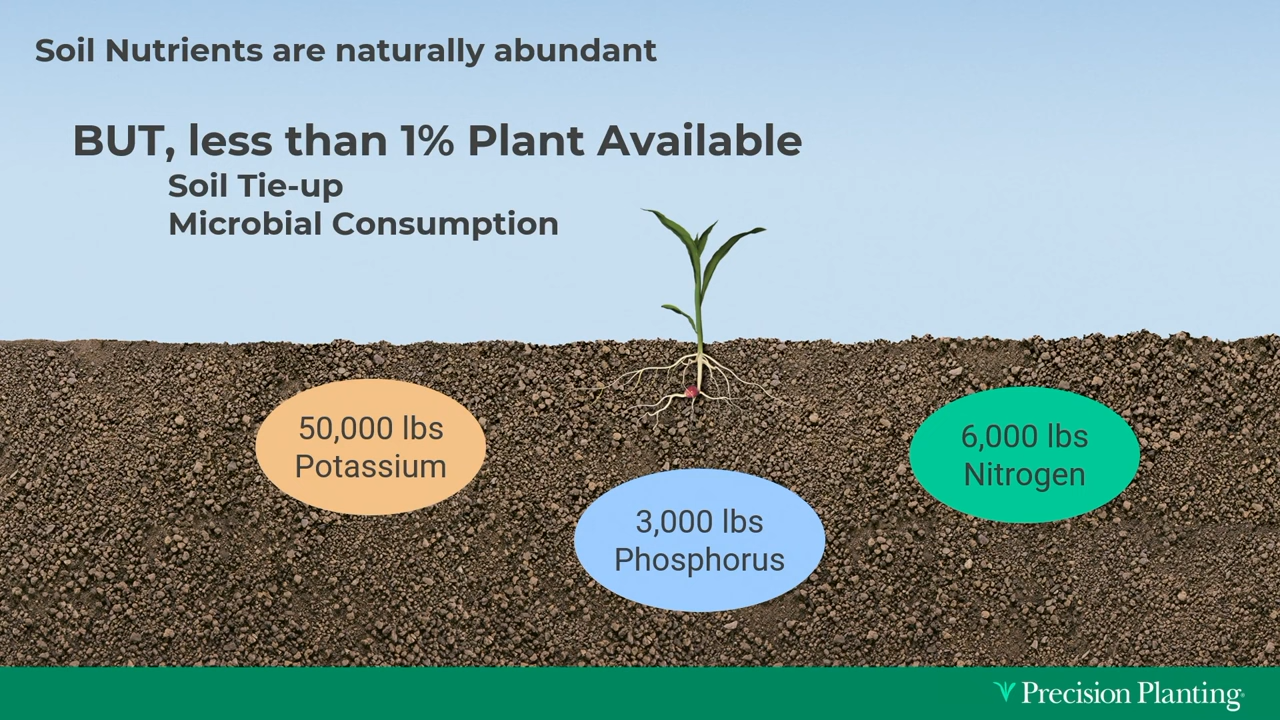 Soil Nutrients are naturally abundant
BUT, less than 1% Plant Available
Soil Tie-up
Microbial Consumption
50,000 lbs
Potassium
3,000 lbs
Phosphorus
6,000 lbs
Nitrogen
Precision Planting